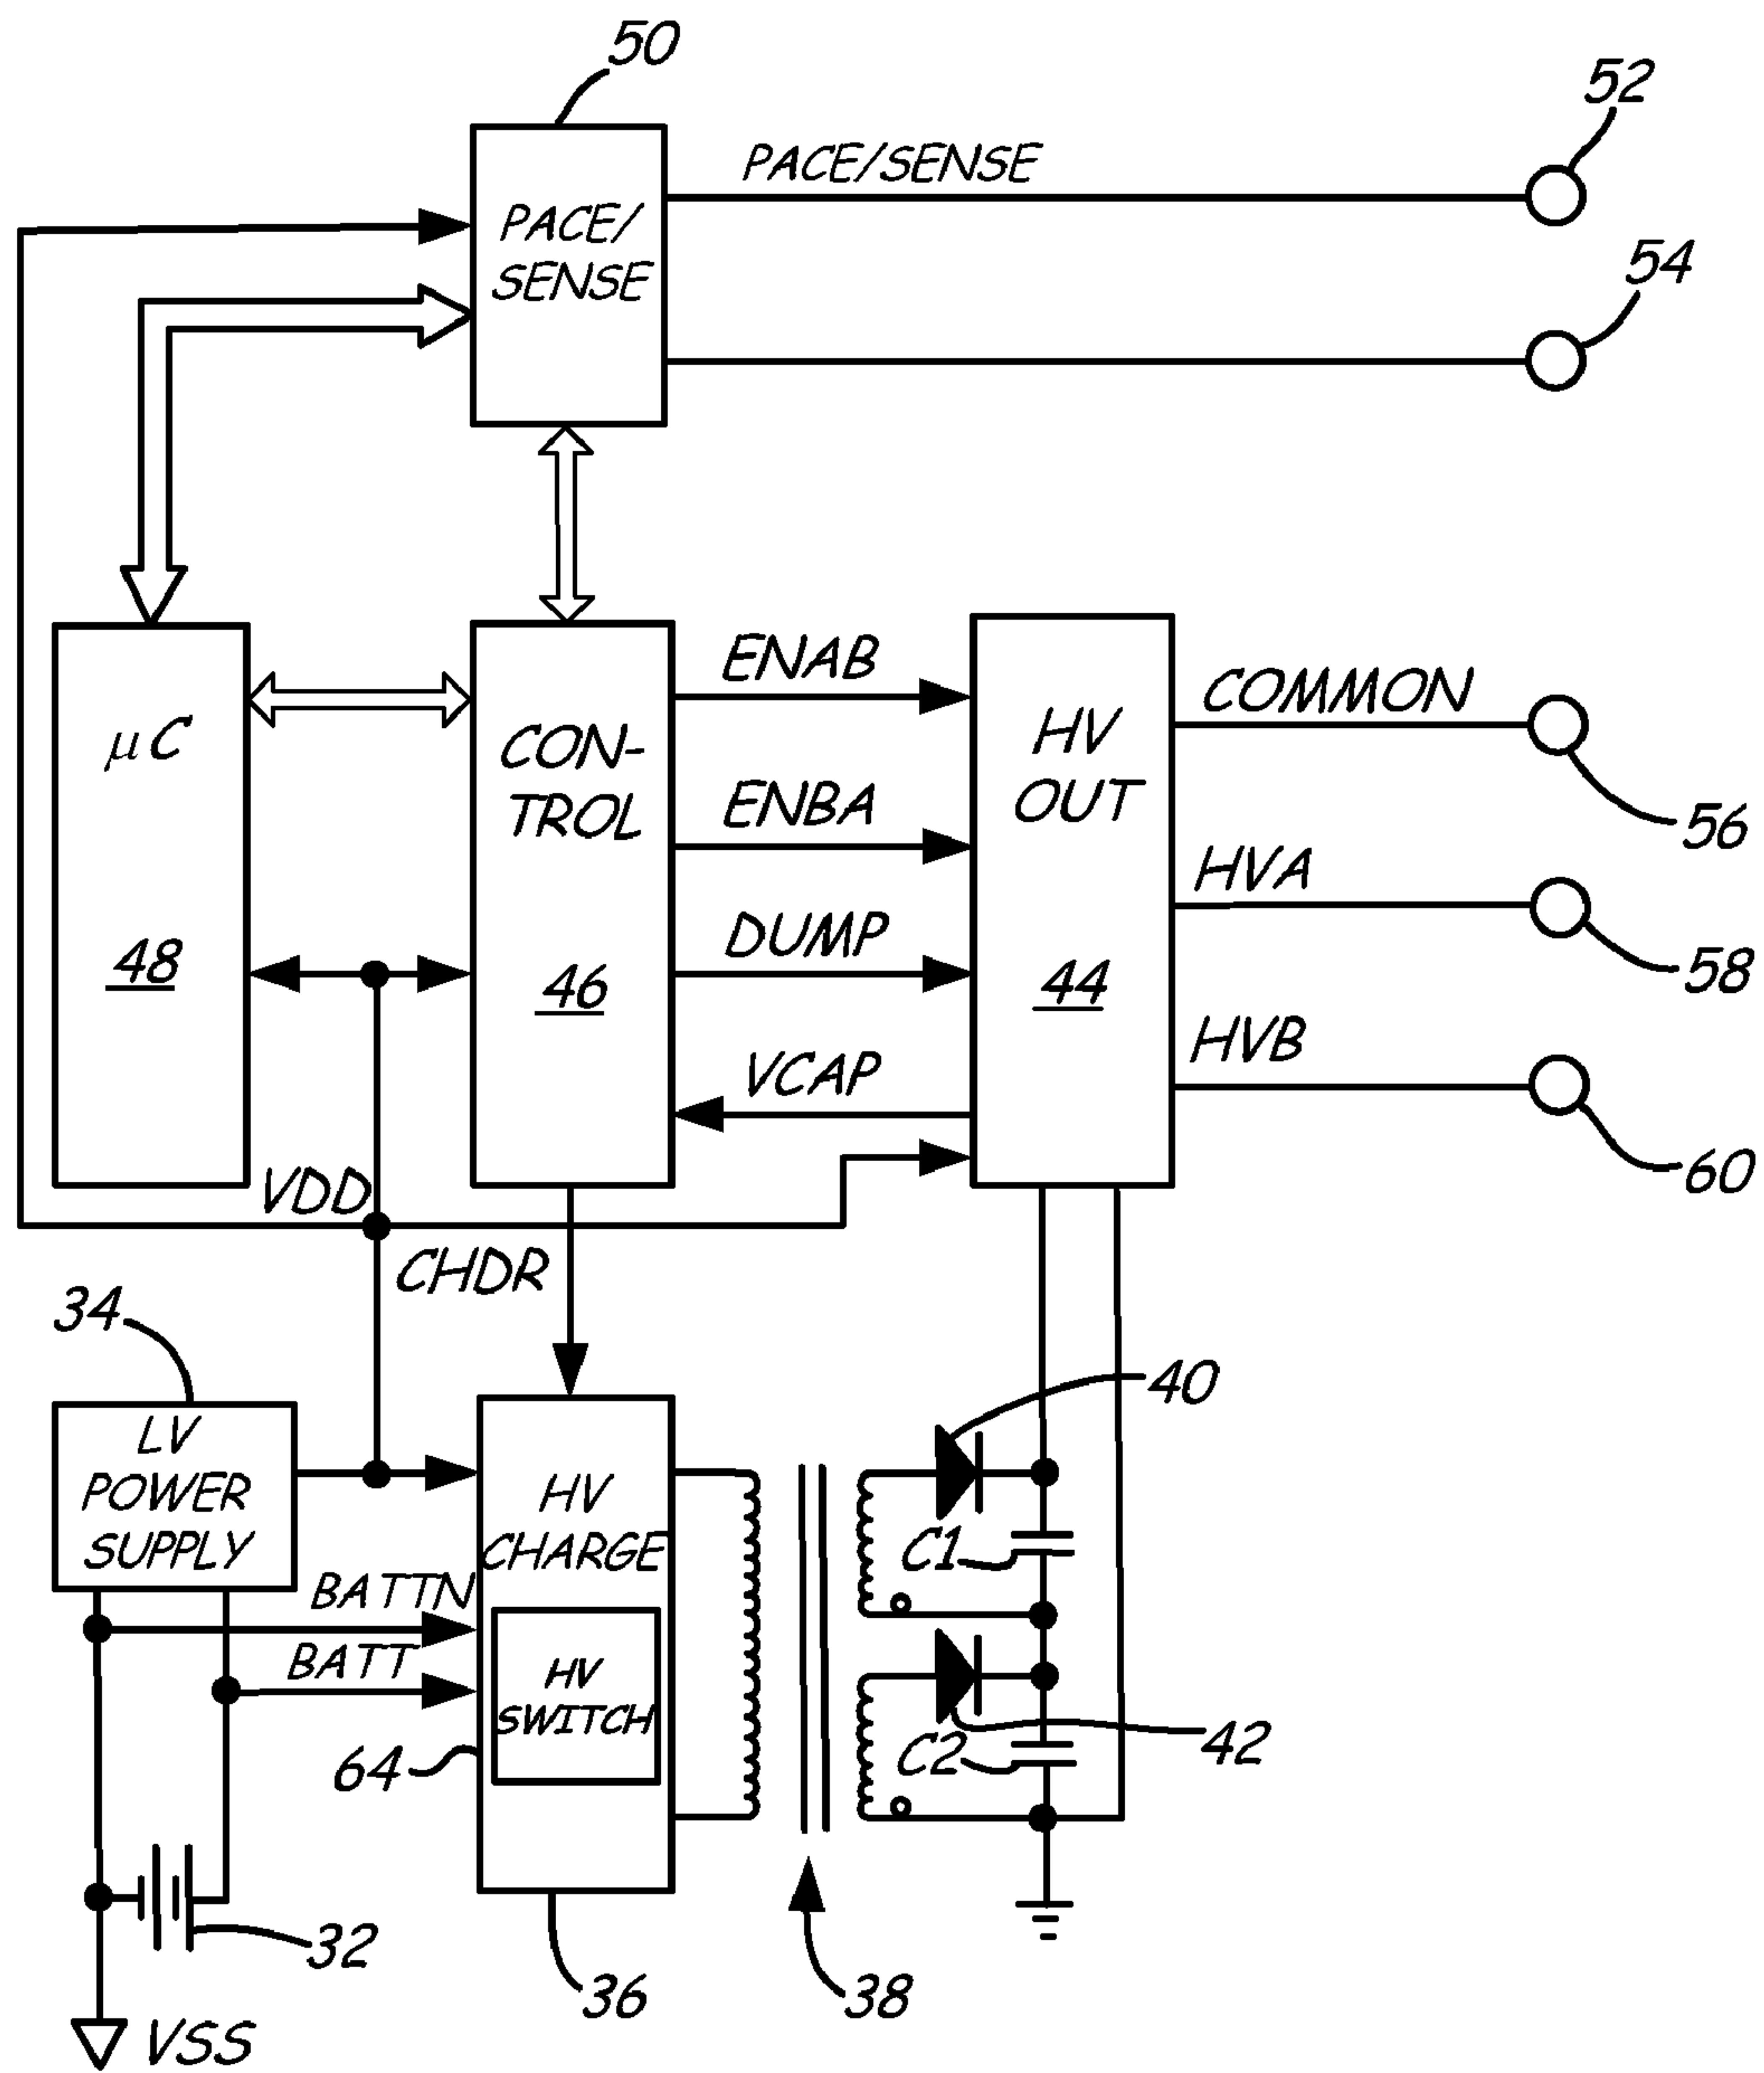 50
52
PACE/SENSE
PACE/
SENSE
54
ENAB
COMMON
μC
CON-
TROL
HV
OUT
ENBA
56
HVA
DUMP
48
46
44
58
HVB
VCAP
60
VDD
CHDR
34
40
LV
POWER
SUPPLY
HV
CHARGE
C1
BATTN
BATT
HV
SWITCH
64
C2
42
32
36
38
VSS